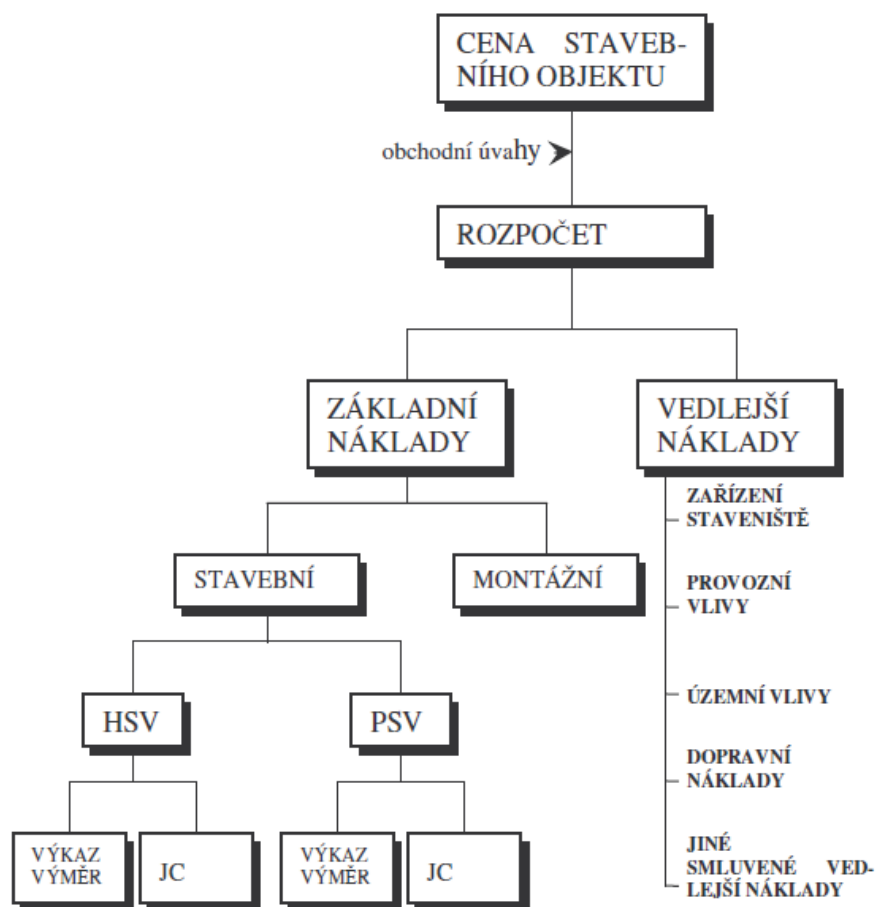 CENA STAVEB-
NÍHO OBJEKTU
obchodní úvahy
ROZPOČET
ZÁKLADNÍ
NÁKLADY
VEDLEJŠÍ
NÁKLADY
ZAŘÍZENÍ
STAVENIŠTĚ
STAVEBNÍ
MONTÁŽNÍ
PROVOZNÍ
VLIVY
ÚZEMNÍ VLIVY
HSV
PSV
DOPRAVNÍ
NÁKLADY
VÝKAZ
VÝMĚR
JC
VÝKAZ
VÝMĚR
JC
JINÉ
SMLUVENÉ VED-
LEJŠÍ NÁKLADY